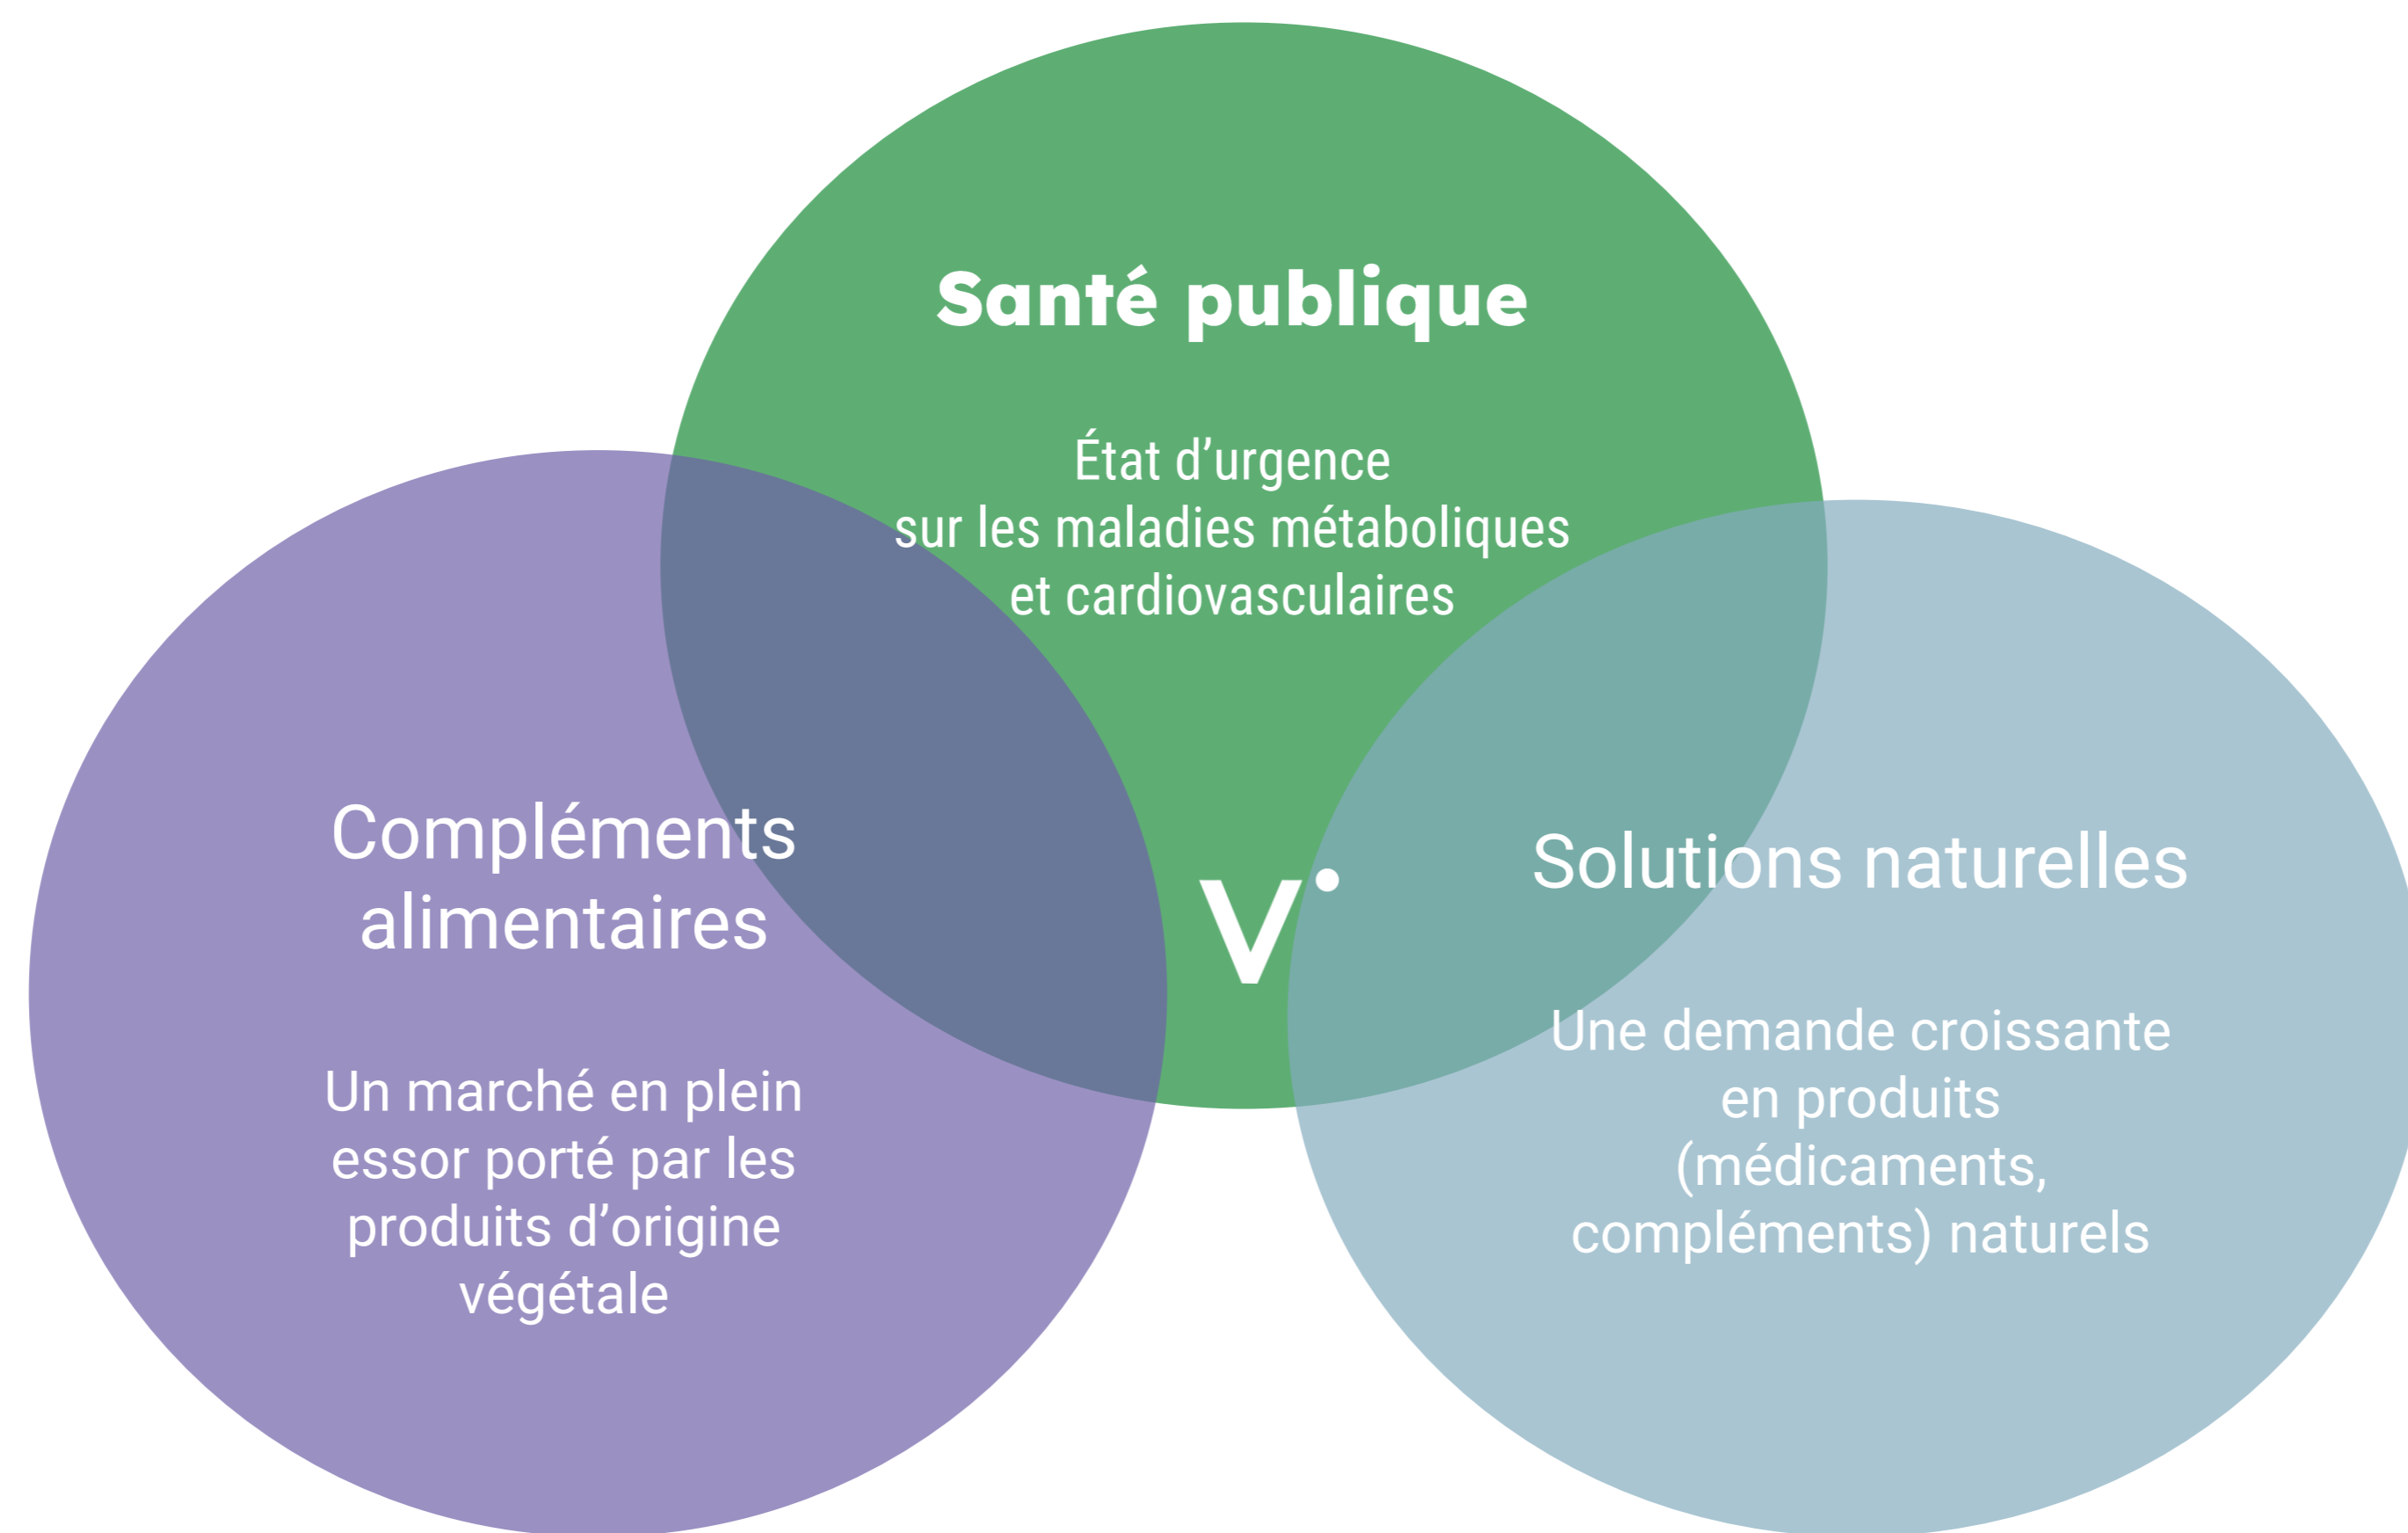 Santé publique
État d’urgence
sur les maladies métaboliques
et cardiovasculaires
Compléments
alimentaires
Un marché en plein
essor porté par les
produits d’origine
végétale
v
Solutions naturelles
Une demande croissante
en produits
(médicaments,
compléments) naturels